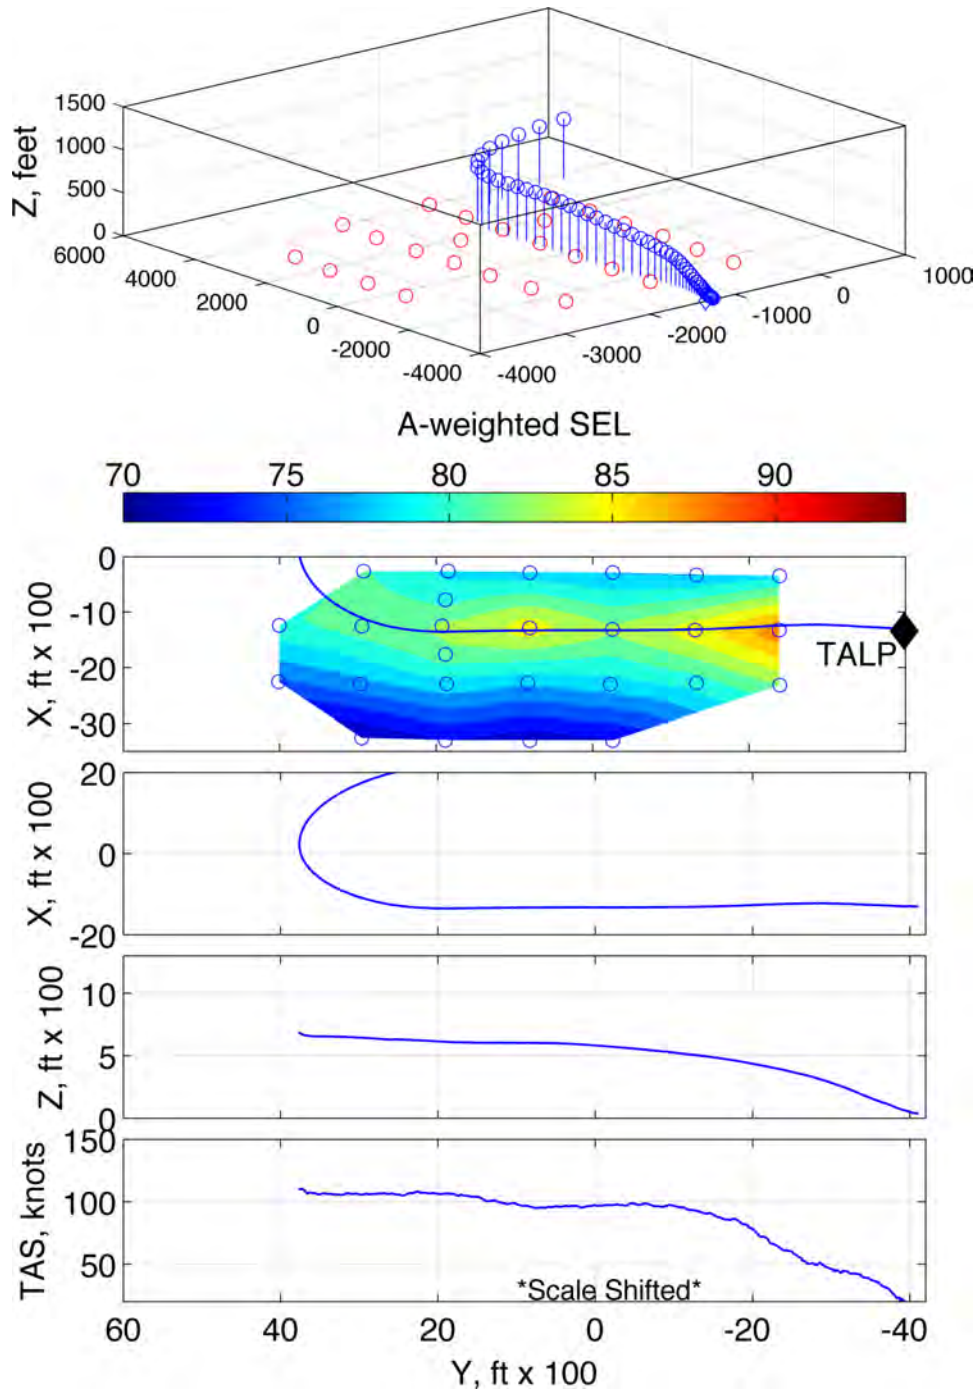 Z, feet
1500
1000
500
0
6000
4000
2000
0
-2000
-4000
-4000
-3000
-2000
-1000
0
1000
A-weighted SEL
70 75 80 85 90
X, ft x 100
0
-10
-20
-30
TALP
X, ft x 100
20
0
-20
Z, ft x 100
10
5
0
TAS, knots
150
100
50
*Scale Shifted*
60 40 20 0 -20 -40
Y, ft x 100